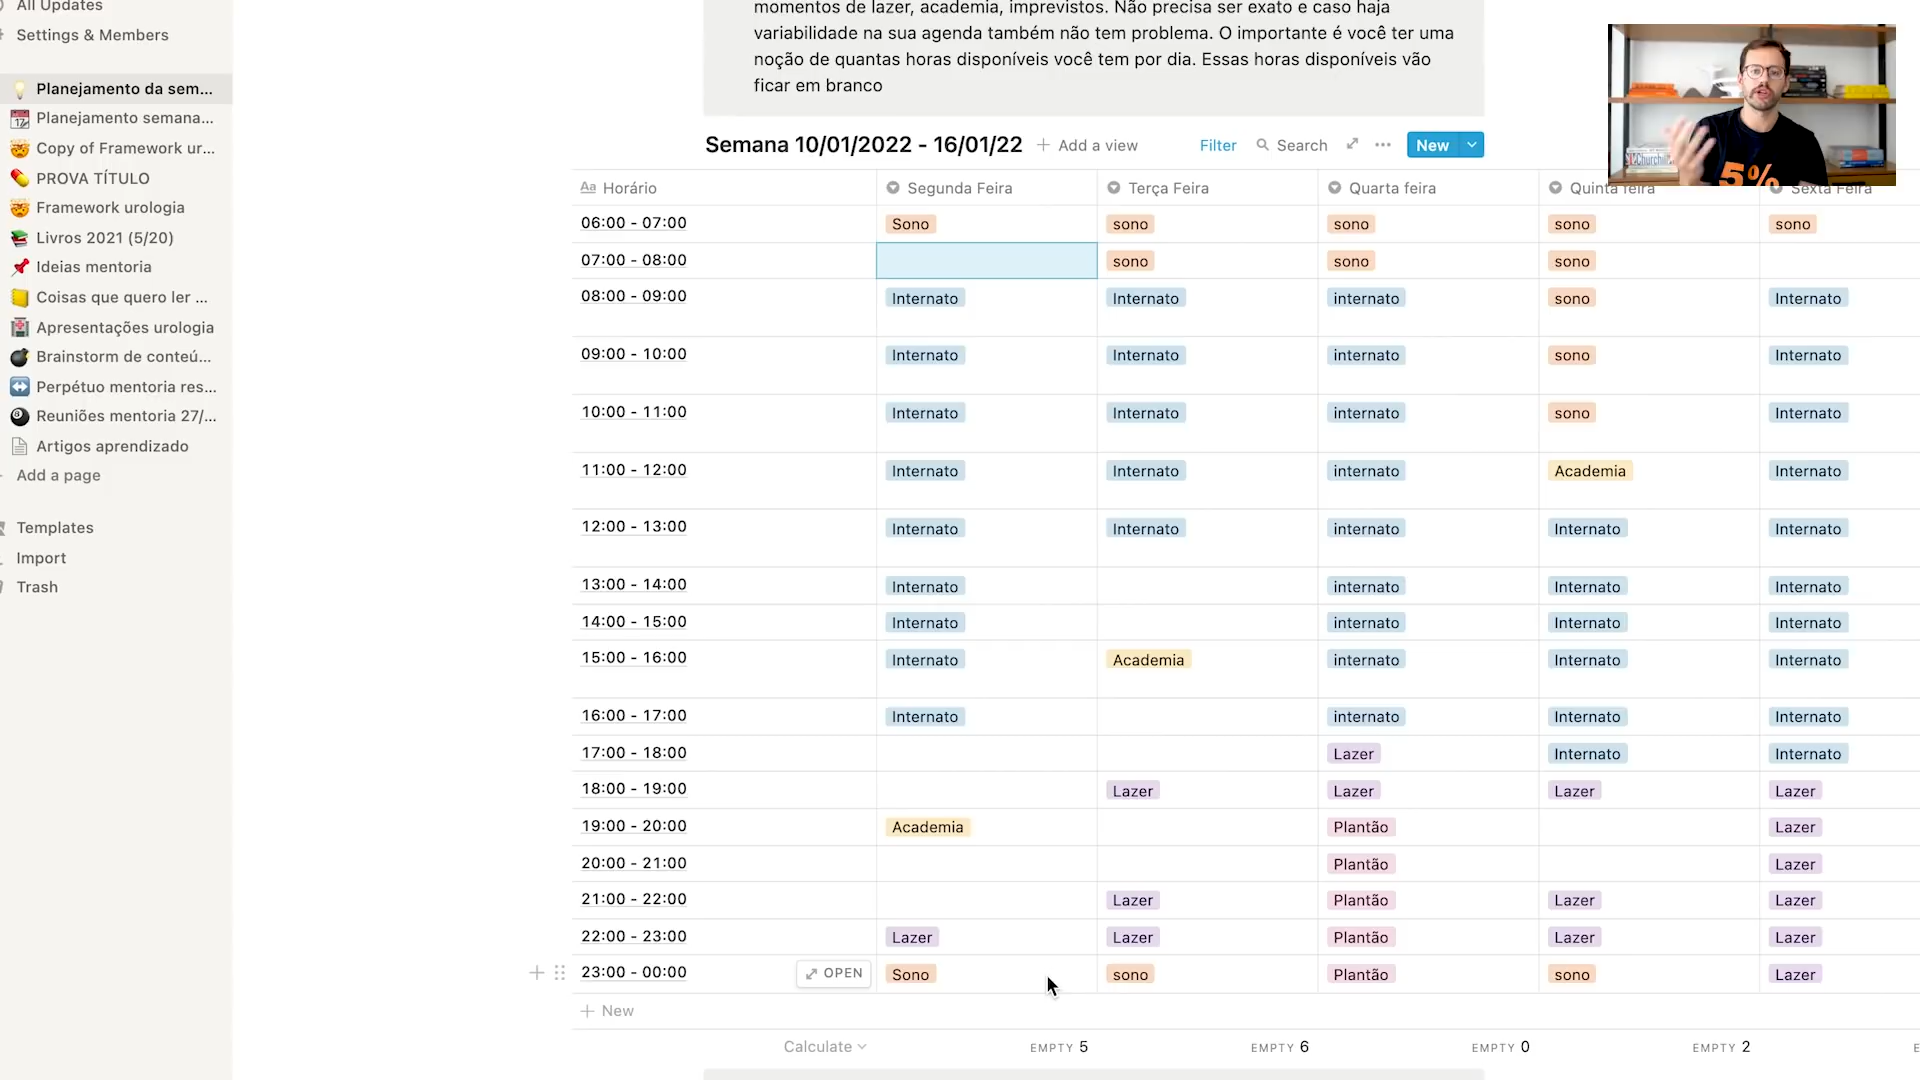 All Updates
Settings & Members
Planejamento da sem...
Planejamento semana...
Copy of Framework ur...
PROVA TÍTULO
Framework urologia
Livros 2021 (5/20)
Ideias mentoria
Coisas que quero ler ...
Apresentações urologia
Brainstorm de conteú...
Perpétuo mentoria res...
Reuniões mentoria 27/...
Artigos aprendizado
Add a page
Templates
Import
Trash
momentos de lazer, academia, imprevistos. Não precisa ser exato e caso haja
variabilidade na sua agenda também não tem problema. O importante é você ter uma
noção de quantas horas disponíveis você tem por dia. Essas horas disponíveis vão
ficar em branco
5%
Semana 10/01/2022 - 16/01/22 + Add a view Filter Search ... New
Aa Horário Segunda Feira Terça Feira Quarta feira Quinta feira Sexta Feira
06:00 - 07:00 Sono sono sono sono sono
07:00 - 08:00 sono sono sono
08:00 - 09:00 Internato Internato internato sono Internato
09:00 - 10:00 Internato Internato internato sono Internato
10:00 - 11:00 Internato Internato internato sono Internato
11:00 - 12:00 Internato Internato internato Academia Internato
12:00 - 13:00 Internato Internato internato Internato Internato
13:00 - 14:00 Internato internato Internato Internato
14:00 - 15:00 Internato internato Internato Internato
15:00 - 16:00 Internato Academia internato Internato Internato
16:00 - 17:00 Internato internato Internato Internato
17:00 - 18:00 Lazer Internato Internato
18:00 - 19:00 Lazer Lazer Lazer Lazer
19:00 - 20:00 Academia Plantão Lazer
20:00 - 21:00 Plantão Lazer
21:00 - 22:00 Lazer Plantão Lazer Lazer
22:00 - 23:00 Lazer Lazer Plantão Lazer Lazer
23:00 - 00:00 OPEN Sono sono Plantão sono Lazer
+ New
Calculate EMPTY 5 EMPTY 6 EMPTY 0 EMPTY 2 E